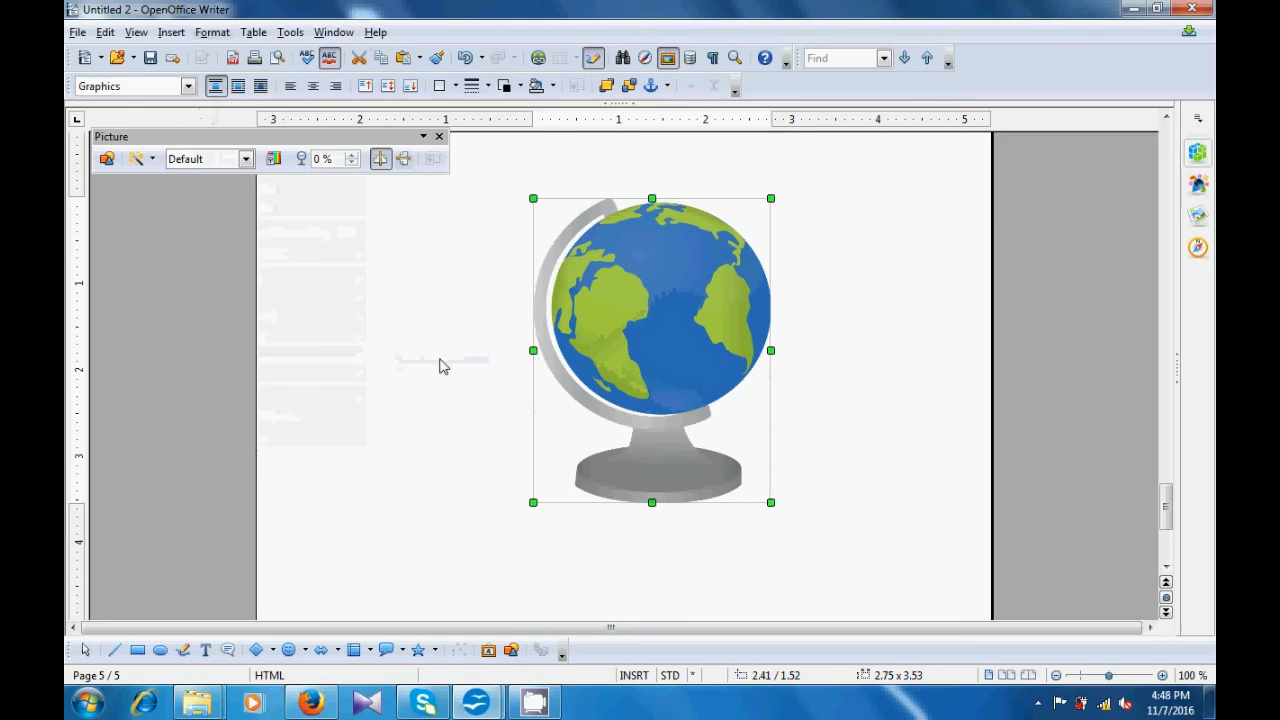 Untitled 2 - OpenOffice Writer
File Edit View Insert Format Table Tools Window Help
ABC ABC Find
Graphics
3 2 1 1 2 3 4 5
Picture
Default 0 %
1
2
3
4
T
Page 5 / 5 HTML INSRT STD * 2.41 / 1.52 2.75 x 3.53 100 %
4:48 PM
11/7/2016